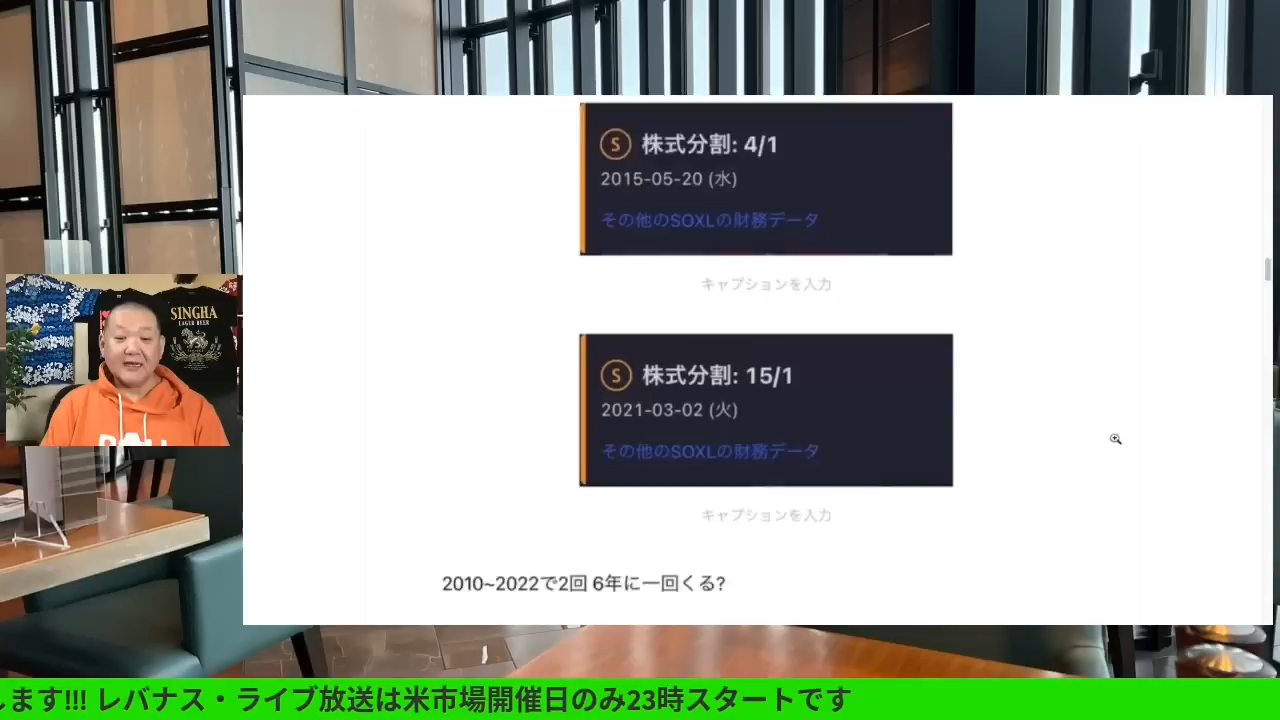 S 株式分割: 4/1
2015-05-20 (水)
その他のSOXLの財務データ
キャプションを入力
S 株式分割: 15/1
2021-03-02 (火)
その他のSOXLの財務データ
キャプションを入力
2010~2022で2回 6年に一回くる?
SINGHA
LAGER BEER
します!!! レバナス・ライブ放送は米市場開催日のみ23時スタートです